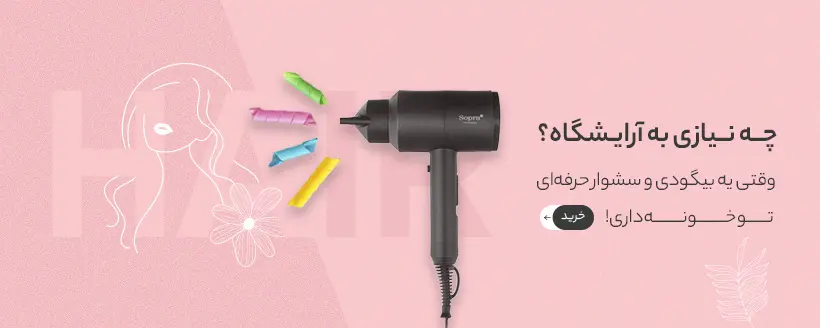 HAIR
Sopra
چه نیازی به آرایشگاه؟
وقتی یه بیگودی و سشوار حرفه‌ای
تو خونه داری!
خرید